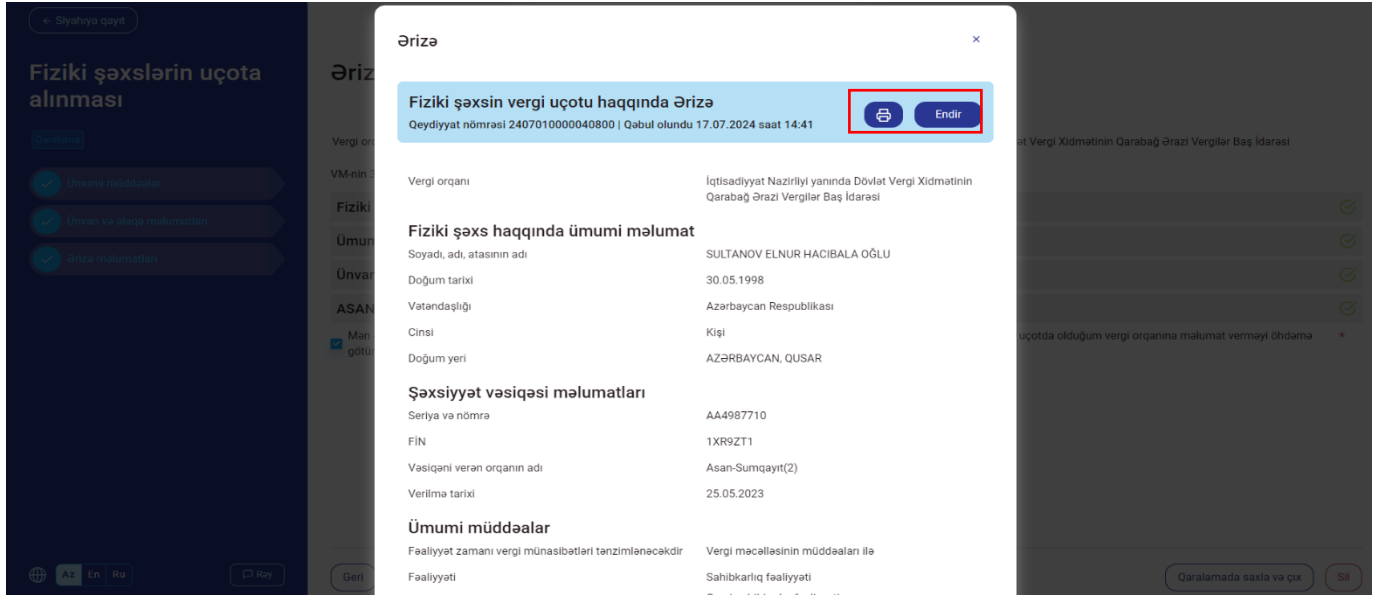 ← Siyahıya qayıt
Fiziki şəxslərin uçota
alınması
Qaralama
Ümumi müddəalar
Ünvan və əlaqə məlumatları
Ərizə məlumatları
Az En Ru
Rəy
Əriz
Vergi or
VM-nin 3
Fiziki
Ümum
Ünvan
ASAN
Mən
götür
Geri
Ərizə
×
Fiziki şəxsin vergi uçotu haqqında Ərizə
Qeydiyyat nömrəsi 2407010000040800 | Qəbul olundu 17.07.2024 saat 14:41
Endir
Vergi orqanı
İqtisadiyyat Nazirliyi yanında Dövlət Vergi Xidmətinin
Qarabağ Ərazi Vergilər Baş İdarəsi
Fiziki şəxs haqqında ümumi məlumat
Soyadı, adı, atasının adı SULTANOV ELNUR HACIBALA OĞLU
Doğum tarixi 30.05.1998
Vətəndaşlığı Azərbaycan Respublikası
Cinsi Kişi
Doğum yeri AZƏRBAYCAN, QUSAR
Şəxsiyyət vəsiqəsi məlumatları
Seriya və nömrə AA4987710
FİN 1XR9ZT1
Vəsiqəni verən orqanın adı Asan-Sumqayıt(2)
Verilmə tarixi 25.05.2023
Ümumi müddəalar
Fəaliyyət zamanı vergi münasibətləri tənzimlənəcəkdir Vergi məcəlləsinin müddəaları ilə
Fəaliyyəti Sahibkarlıq fəaliyyəti
ət Vergi Xidmətinin Qarabağ Ərazi Vergilər Baş İdarəsi
uçotda olduğum vergi orqanına məlumat verməyi öhdəmə *
Qaralamada saxla və çıx
Sil